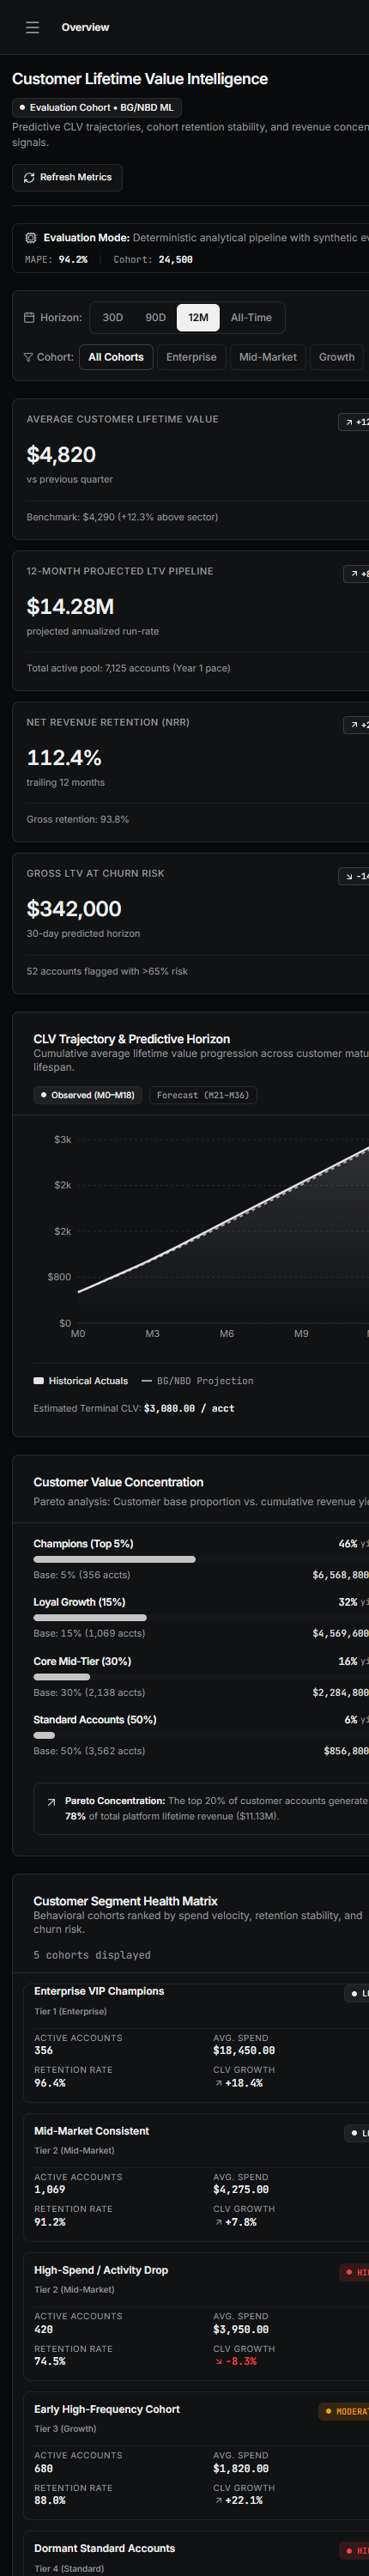 Overview
Customer Lifetime Value Intelligence
Evaluation Cohort • BG/NBD ML
Predictive CLV trajectories, cohort retention stability, and revenue
signals.
Refresh Metrics
Evaluation Mode: Deterministic analytical pipeline with synthetic
MAPE: 94.2% | Cohort: 24,500
Horizon: 30D 90D 12M All-Time
Cohort: All Cohorts Enterprise Mid-Market Growth
AVERAGE CUSTOMER LIFETIME VALUE
$4,820
vs previous quarter
Benchmark: $4,290 (+12.3% above sector)
12-MONTH PROJECTED LTV PIPELINE
$14.28M
projected annualized run-rate
Total active pool: 7,125 accounts (Year 1 pace)
NET REVENUE RETENTION (NRR)
112.4%
trailing 12 months
Gross retention: 93.8%
GROSS LTV AT CHURN RISK
$342,000
30-day predicted horizon
52 accounts flagged with >65% risk
CLV Trajectory & Predictive Horizon
Cumulative average lifetime value progression across customer
lifespan.
Observed (M0–M18) Forecast (M21–M36)
$3k
$2k
$2k
$800
$0
M0 M3 M6 M9
Historical Actuals BG/NBD Projection
Estimated Terminal CLV: $3,080.00 / acct
Customer Value Concentration
Pareto analysis: Customer base proportion vs. cumulative revenue
Champions (Top 5%) 46%
Base: 5% (356 accts) $6,568,800
Loyal Growth (15%) 32%
Base: 15% (1,069 accts) $4,569,600
Core Mid-Tier (30%) 16%
Base: 30% (2,138 accts) $2,284,800
Standard Accounts (50%) 6%
Base: 50% (3,562 accts) $856,800
Pareto Concentration: The top 20% of customer accounts generate
78% of total platform lifetime revenue ($11.13M).
Customer Segment Health Matrix
Behavioral cohorts ranked by spend velocity, retention stability, and
churn risk.
5 cohorts displayed
Enterprise VIP Champions
Tier 1 (Enterprise)
ACTIVE ACCOUNTS AVG. SPEND
356 $18,450.00
RETENTION RATE CLV GROWTH
96.4% +18.4%
Mid-Market Consistent
Tier 2 (Mid-Market)
ACTIVE ACCOUNTS AVG. SPEND
1,069 $4,275.00
RETENTION RATE CLV GROWTH
91.2% +7.8%
High-Spend / Activity Drop
Tier 2 (Mid-Market)
ACTIVE ACCOUNTS AVG. SPEND
420 $3,950.00
RETENTION RATE CLV GROWTH
74.5% -8.3%
Early High-Frequency Cohort
Tier 3 (Growth)
ACTIVE ACCOUNTS AVG. SPEND
680 $1,820.00
RETENTION RATE CLV GROWTH
88.0% +22.1%
Dormant Standard Accounts
Tier 4 (Standard)